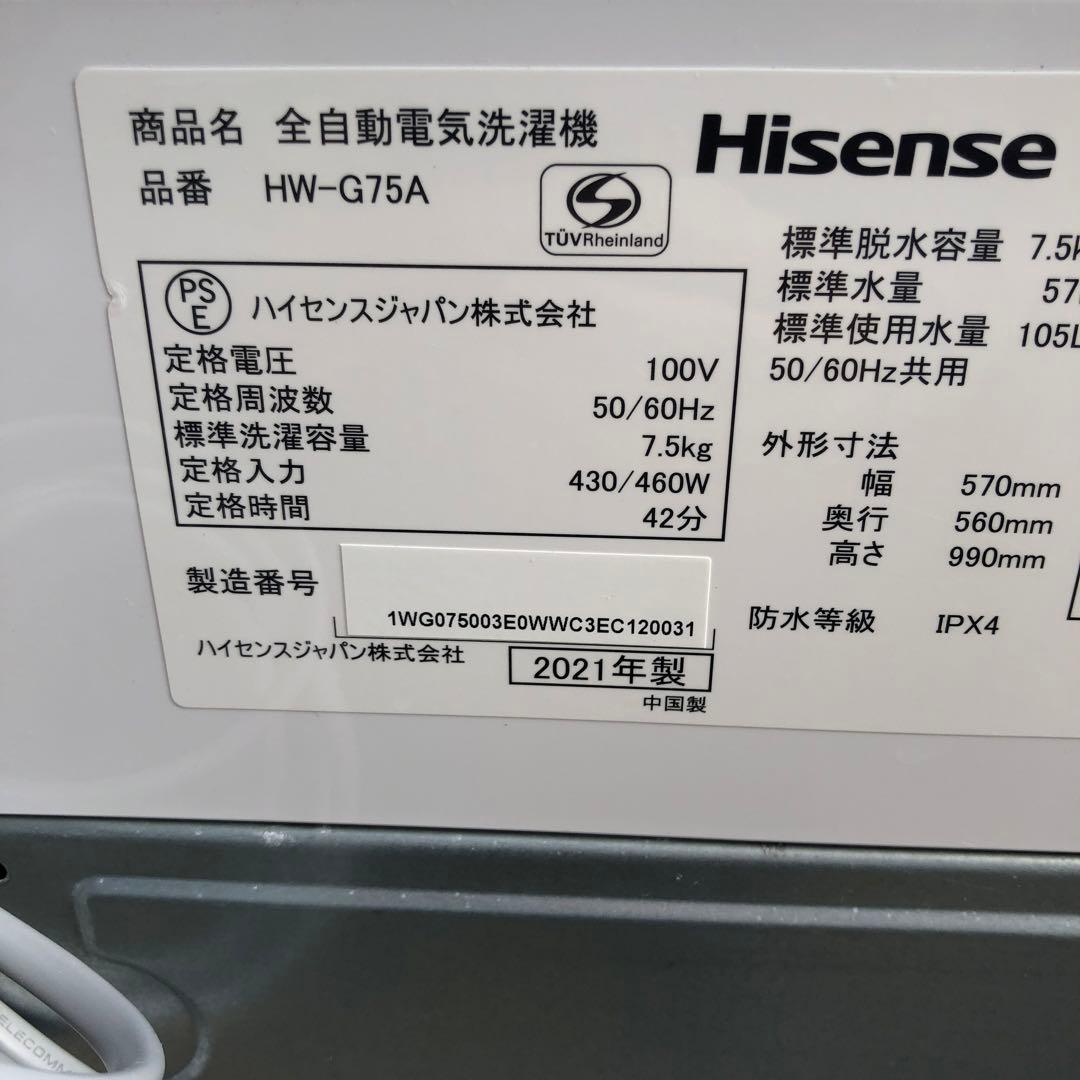 商品名 全自動電気洗濯機
品番 HW-G75A
TÜVRheinland
Hisense
PS
E
ハイセンスジャパン株式会社
定格電圧 100V
定格周波数 50/60Hz
標準洗濯容量 7.5kg
定格入力 430/460W
定格時間 42分
製造番号
1WG075003E0WWC3EC120031
ハイセンスジャパン株式会社
2021年製
中国製
標準脱水容量 7.5k
標準水量 57
標準使用水量 105L
50/60Hz共用
外形寸法
幅 570mm
奥行 560mm
高さ 990mm
防水等級 IPX4